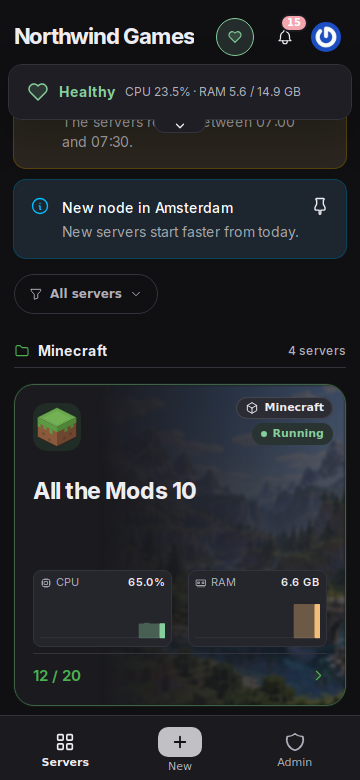 Northwind Games
15
Healthy CPU 23.5% · RAM 5.6 / 14.9 GB
The servers between 07:00
and 07:30.
New node in Amsterdam
New servers start faster from today.
All servers
Minecraft 4 servers
Minecraft
Running
All the Mods 10
CPU 65.0% RAM 6.6 GB
12 / 20
Servers New Admin